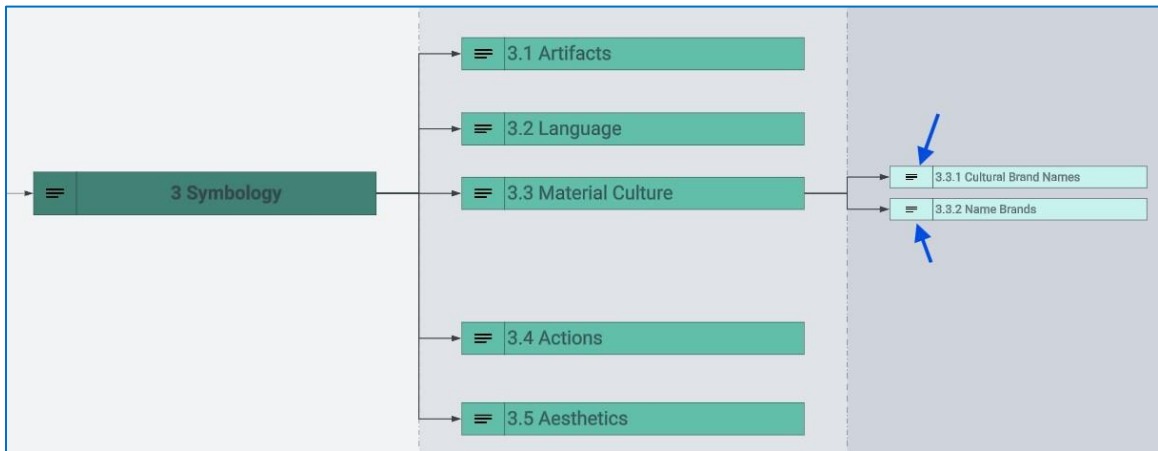 3 Symbology
3.1 Artifacts
3.2 Language
3.3 Material Culture
3.3.1 Cultural Brand Names
3.3.2 Name Brands
3.4 Actions
3.5 Aesthetics